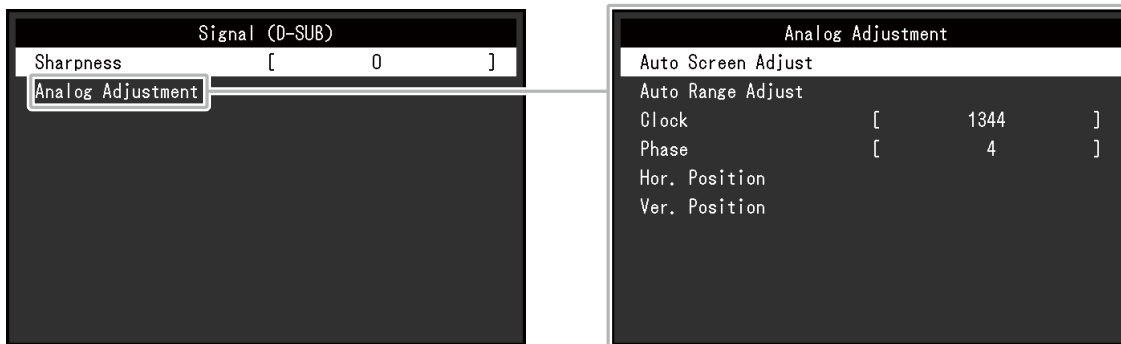 Signal (D-SUB)
Sharpness [ 0 ]
Analog Adjustment
Analog Adjustment
Auto Screen Adjust
Auto Range Adjust
Clock [ 1344 ]
Phase [ 4 ]
Hor. Position
Ver. Position